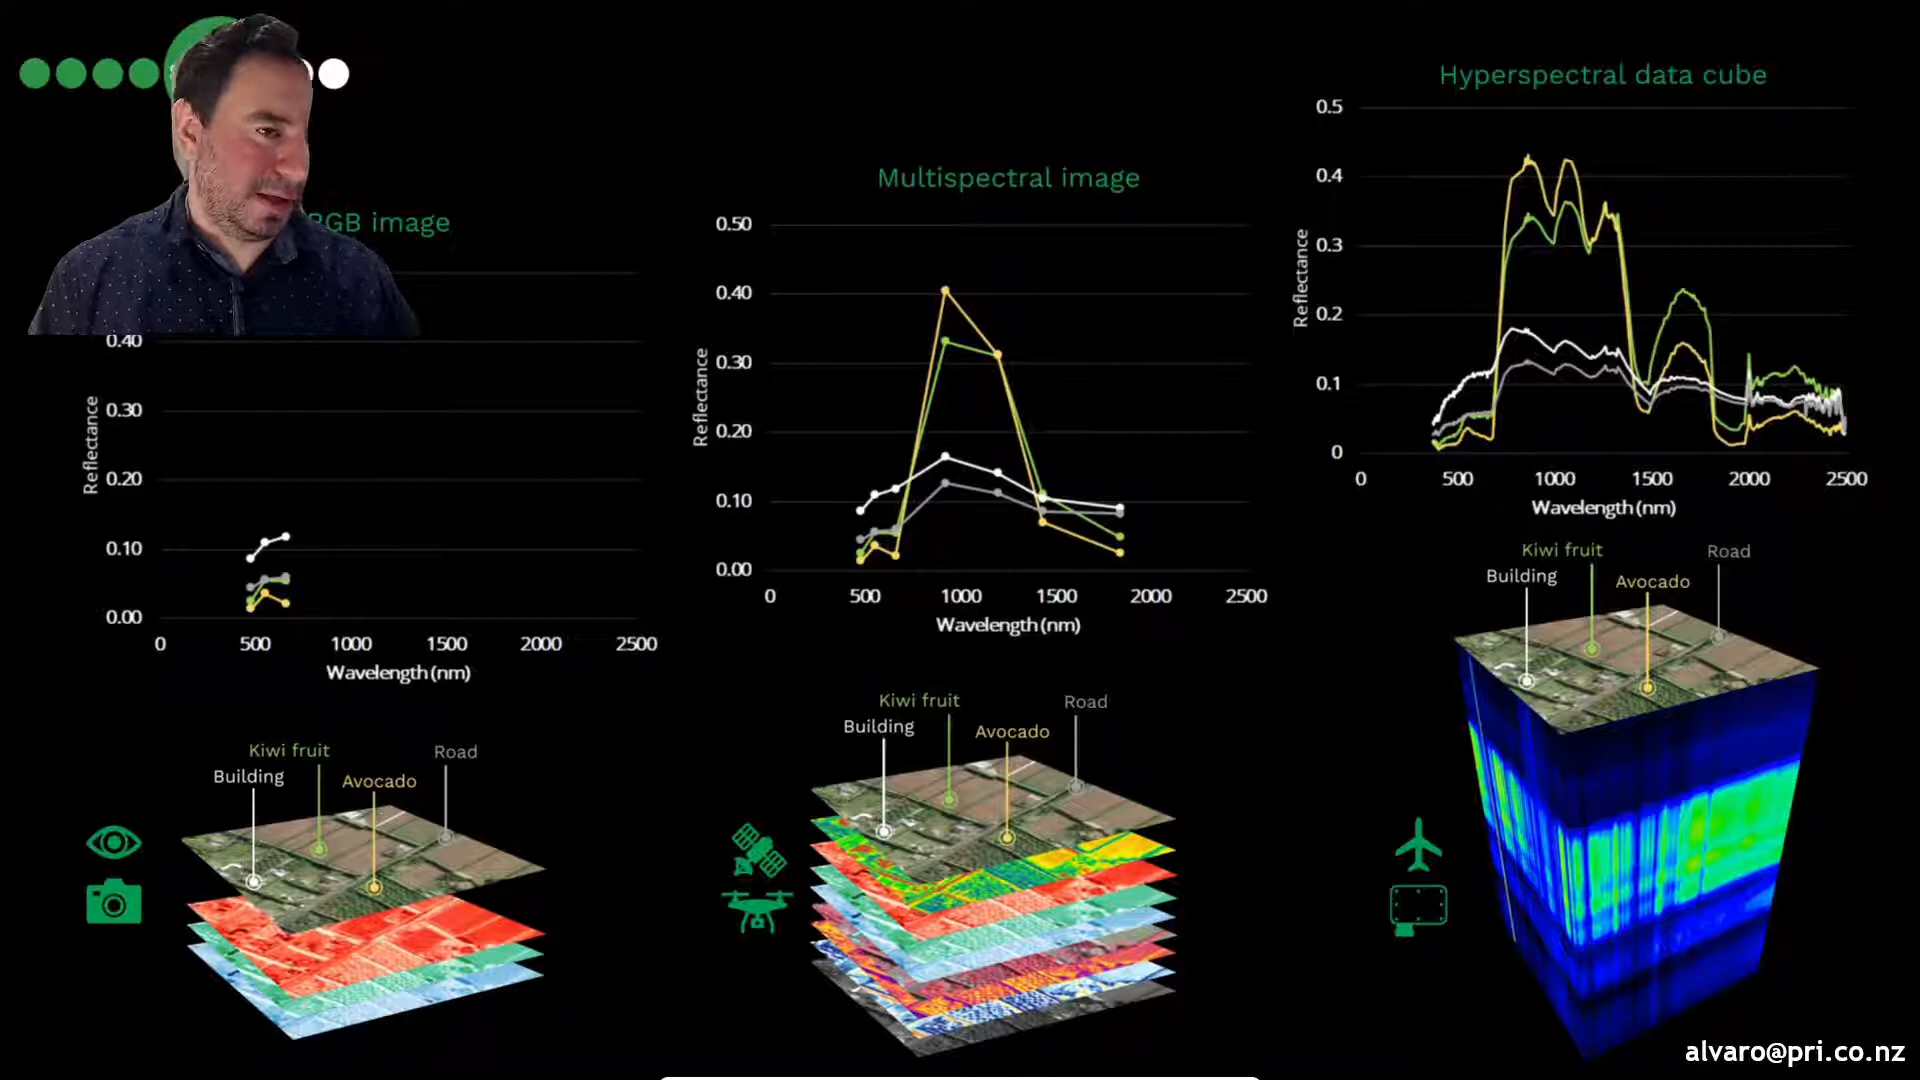 RGB image
0.40
0.30
0.20
0.10
0.00
Reflectance
0 500 1000 1500 2000 2500
Wavelength (nm)
Kiwi fruit
Road
Building
Avocado
Multispectral image
0.50
0.40
0.30
0.20
0.10
0.00
Reflectance
0 500 1000 1500 2000 2500
Wavelength (nm)
Kiwi fruit
Road
Building
Avocado
Hyperspectral data cube
0.5
0.4
0.3
0.2
0.1
0
Reflectance
0 500 1000 1500 2000 2500
Wavelength (nm)
Kiwi fruit
Road
Building
Avocado
alvaro@pri.co.nz